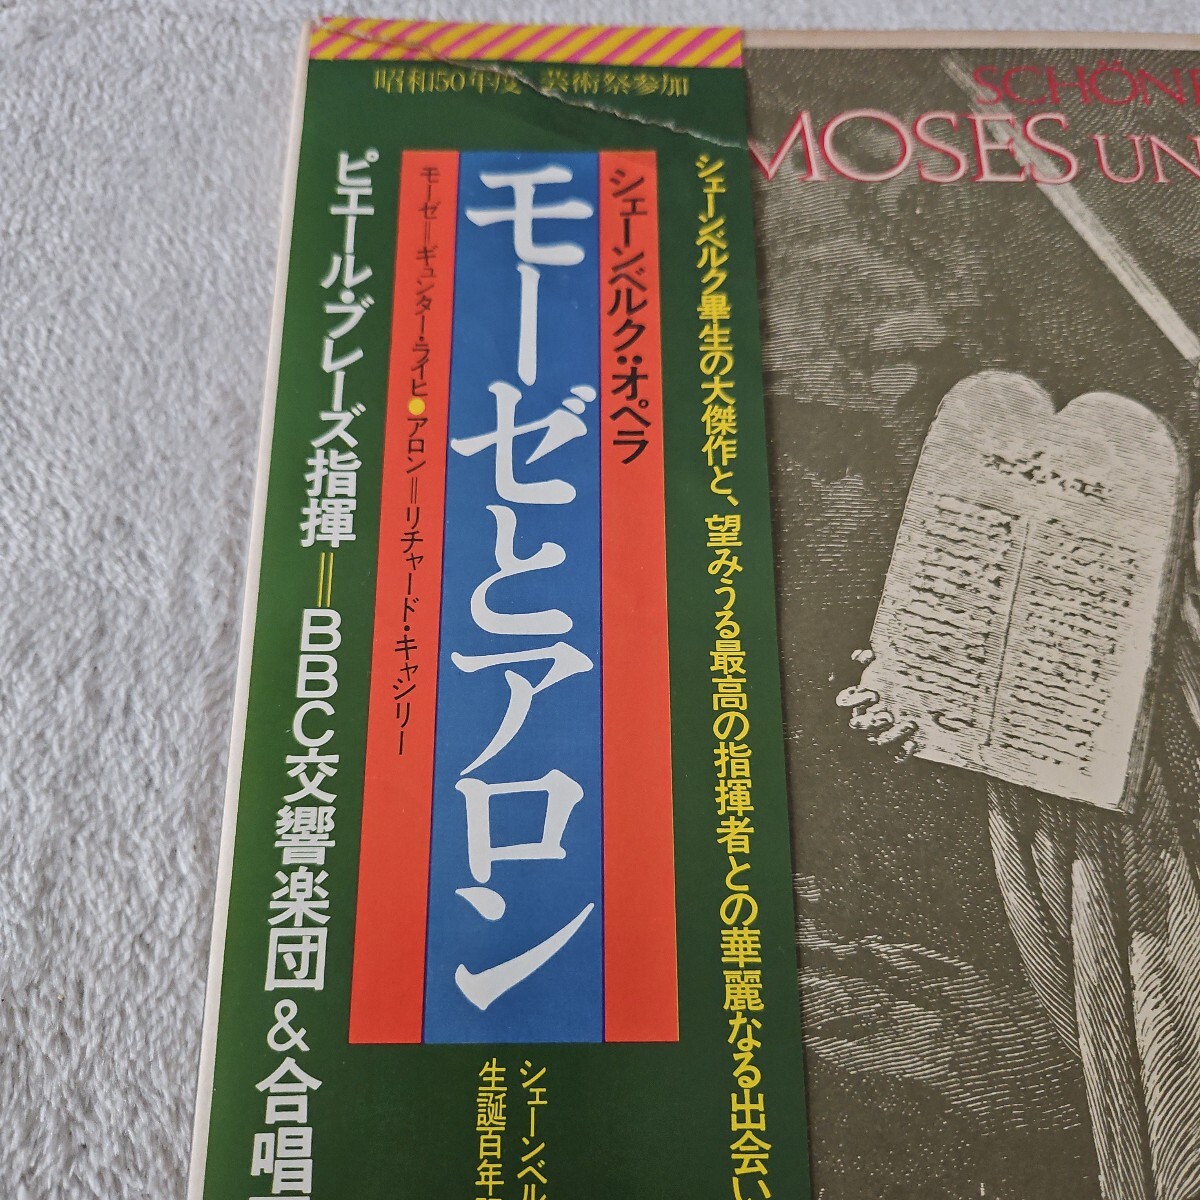 昭和50年度 芸術祭参加
シェーンベルク畢生の大傑作と、望みうる最高の指揮者との華麗なる出会い
シェーンベルク:オペラ
モーゼとアロン
モーゼ=ギュンター・ライヒ●アロン=リチャード・キャシリー
ピエール・ブレーズ指揮=BBC交響楽団&合唱
シェーンベル
生誕百年
SCHÖN
MOSES UN